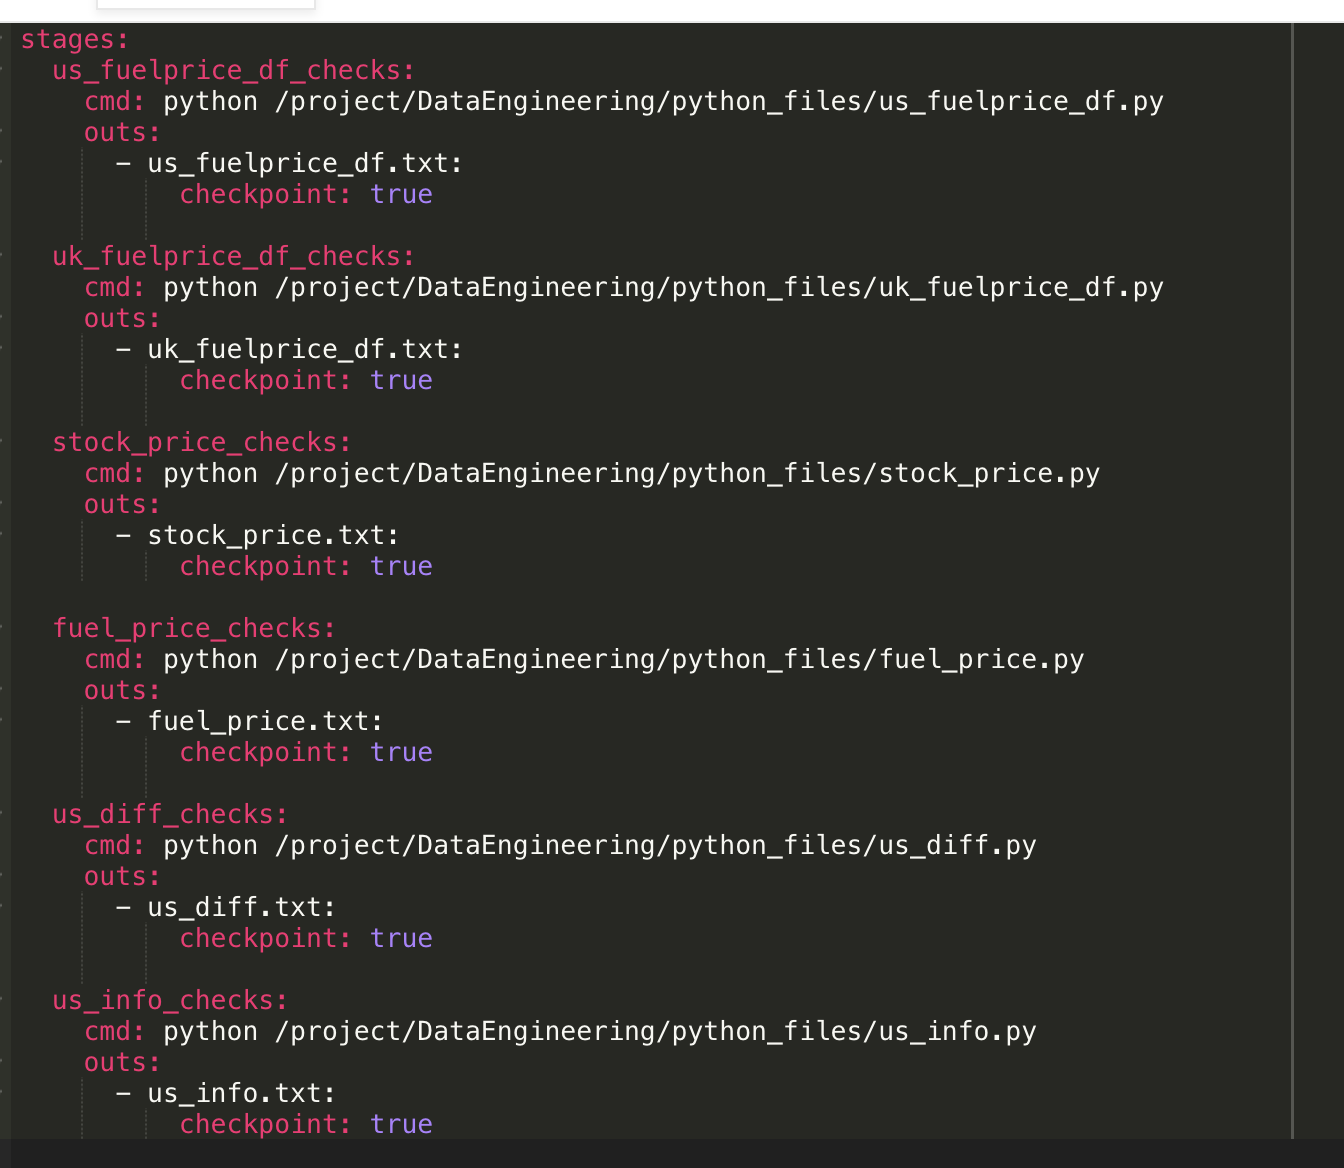 stages:
  us_fuelprice_df_checks:
    cmd: python /project/DataEngineering/python_files/us_fuelprice_df.py
    outs:
      - us_fuelprice_df.txt:
          checkpoint: true

  uk_fuelprice_df_checks:
    cmd: python /project/DataEngineering/python_files/uk_fuelprice_df.py
    outs:
      - uk_fuelprice_df.txt:
          checkpoint: true

  stock_price_checks:
    cmd: python /project/DataEngineering/python_files/stock_price.py
    outs:
      - stock_price.txt:
          checkpoint: true

  fuel_price_checks:
    cmd: python /project/DataEngineering/python_files/fuel_price.py
    outs:
      - fuel_price.txt:
          checkpoint: true

  us_diff_checks:
    cmd: python /project/DataEngineering/python_files/us_diff.py
    outs:
      - us_diff.txt:
          checkpoint: true

  us_info_checks:
    cmd: python /project/DataEngineering/python_files/us_info.py
    outs:
      - us_info.txt:
          checkpoint: true